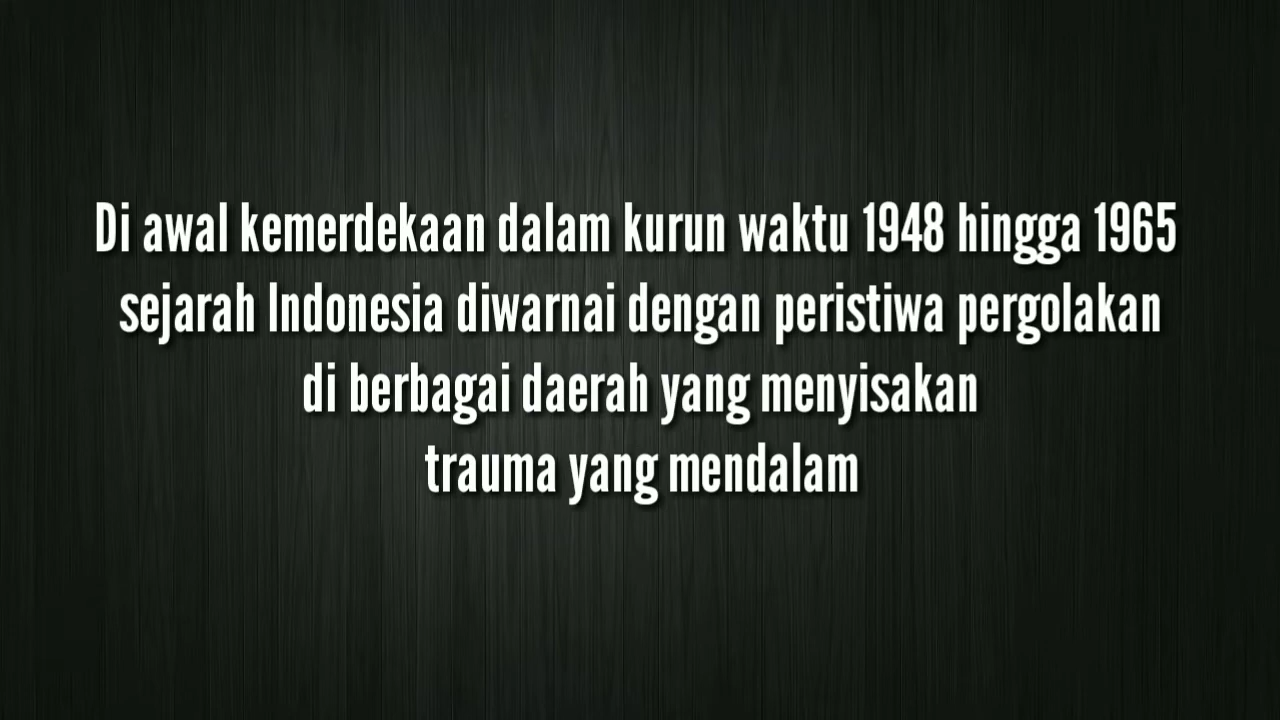 Di awal kemerdekaan dalam kurun waktu 1948 hingga 1965
sejarah Indonesia diwarnai dengan peristiwa pergolakan
di berbagai daerah yang menyisakan
trauma yang mendalam